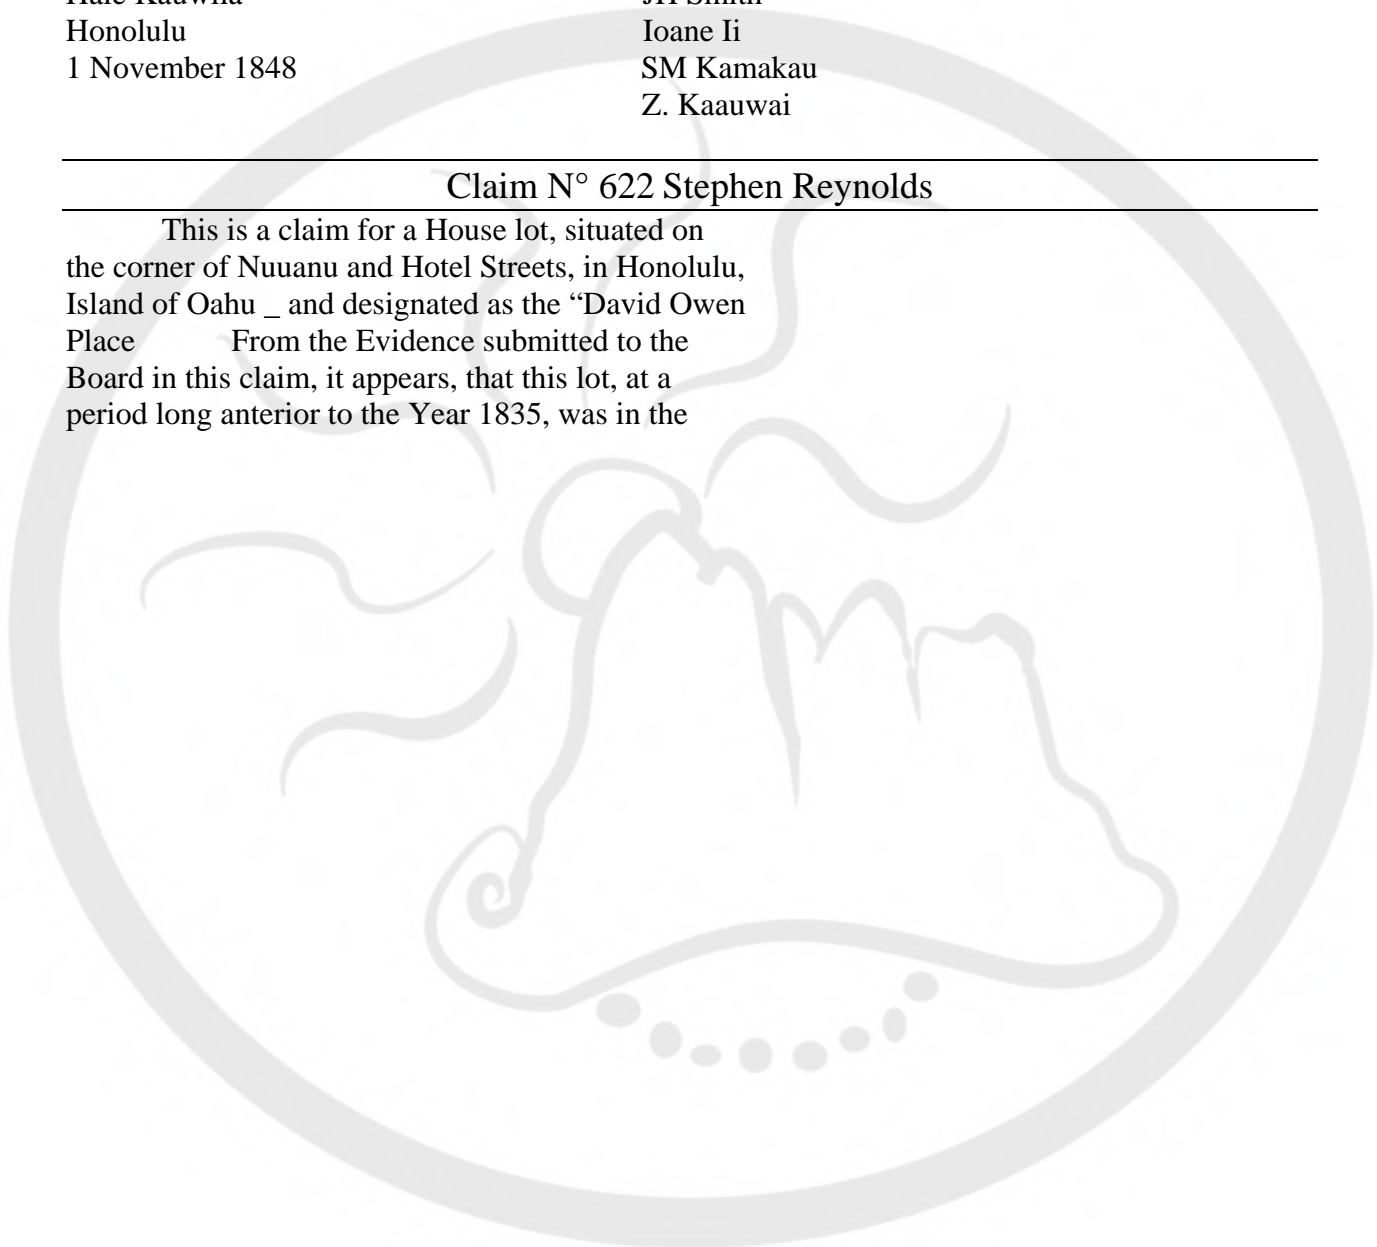 Honolulu
Ioane Ii
1 November 1848
SM Kamakau
Z. Kaauwai
Claim N° 622 Stephen Reynolds
This is a claim for a House lot, situated on
the corner of Nuuanu and Hotel Streets, in Honolulu,
Island of Oahu _ and designated as the “David Owen
Place From the Evidence submitted to the
Board in this claim, it appears, that this lot, at a
period long anterior to the Year 1835, was in the